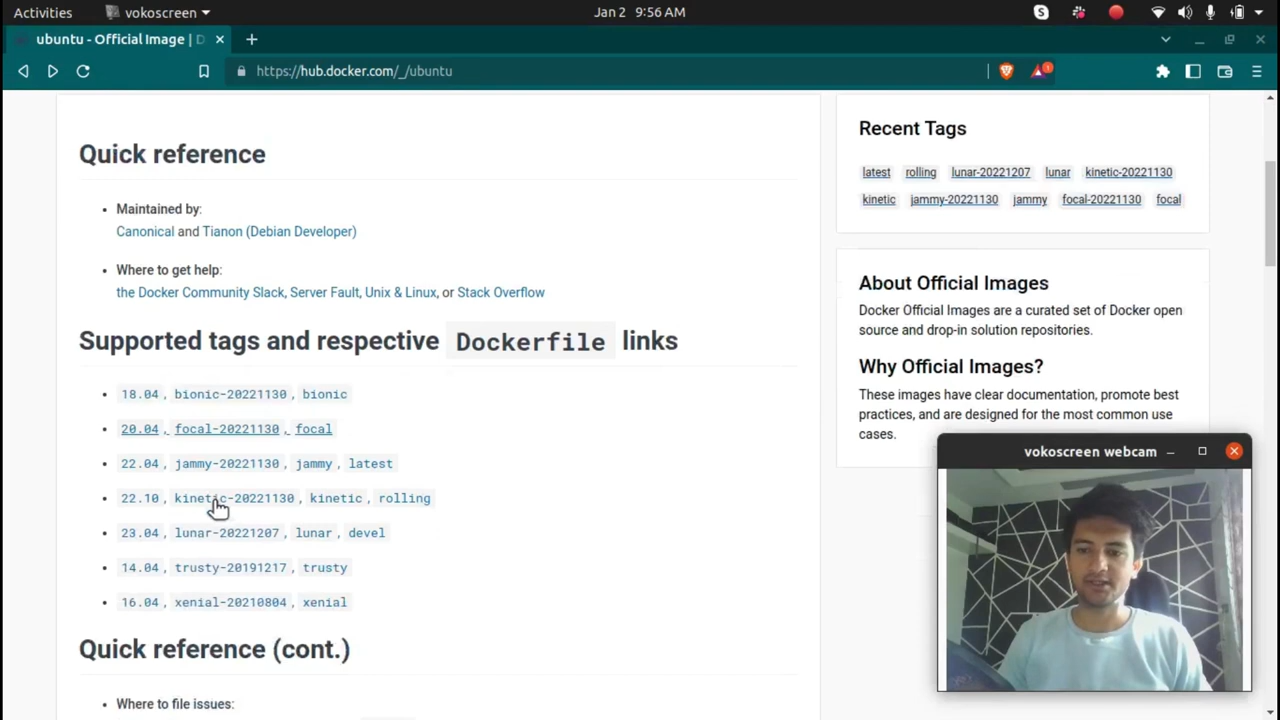 Activities vokoscreen Jan 2 9:56 AM
ubuntu - Official Image | D
https://hub.docker.com/_/ubuntu
1
Quick reference
Maintained by:
Canonical and Tianon (Debian Developer)
Where to get help:
the Docker Community Slack, Server Fault, Unix & Linux, or Stack Overflow
Supported tags and respective Dockerfile links
18.04, bionic-20221130, bionic
20.04, focal-20221130, focal
22.04, jammy-20221130, jammy, latest
22.10, kinetic-20221130, kinetic, rolling
23.04, lunar-20221207, lunar, devel
14.04, trusty-20191217, trusty
16.04, xenial-20210804, xenial
Quick reference (cont.)
Where to file issues:
Recent Tags
latest rolling lunar-20221207 lunar kinetic-20221130
kinetic jammy-20221130 jammy focal-20221130 focal
About Official Images
Docker Official Images are a curated set of Docker open
source and drop-in solution repositories.
Why Official Images?
These images have clear documentation, promote best
practices, and are designed for the most common use
cases.
vokoscreen webcam